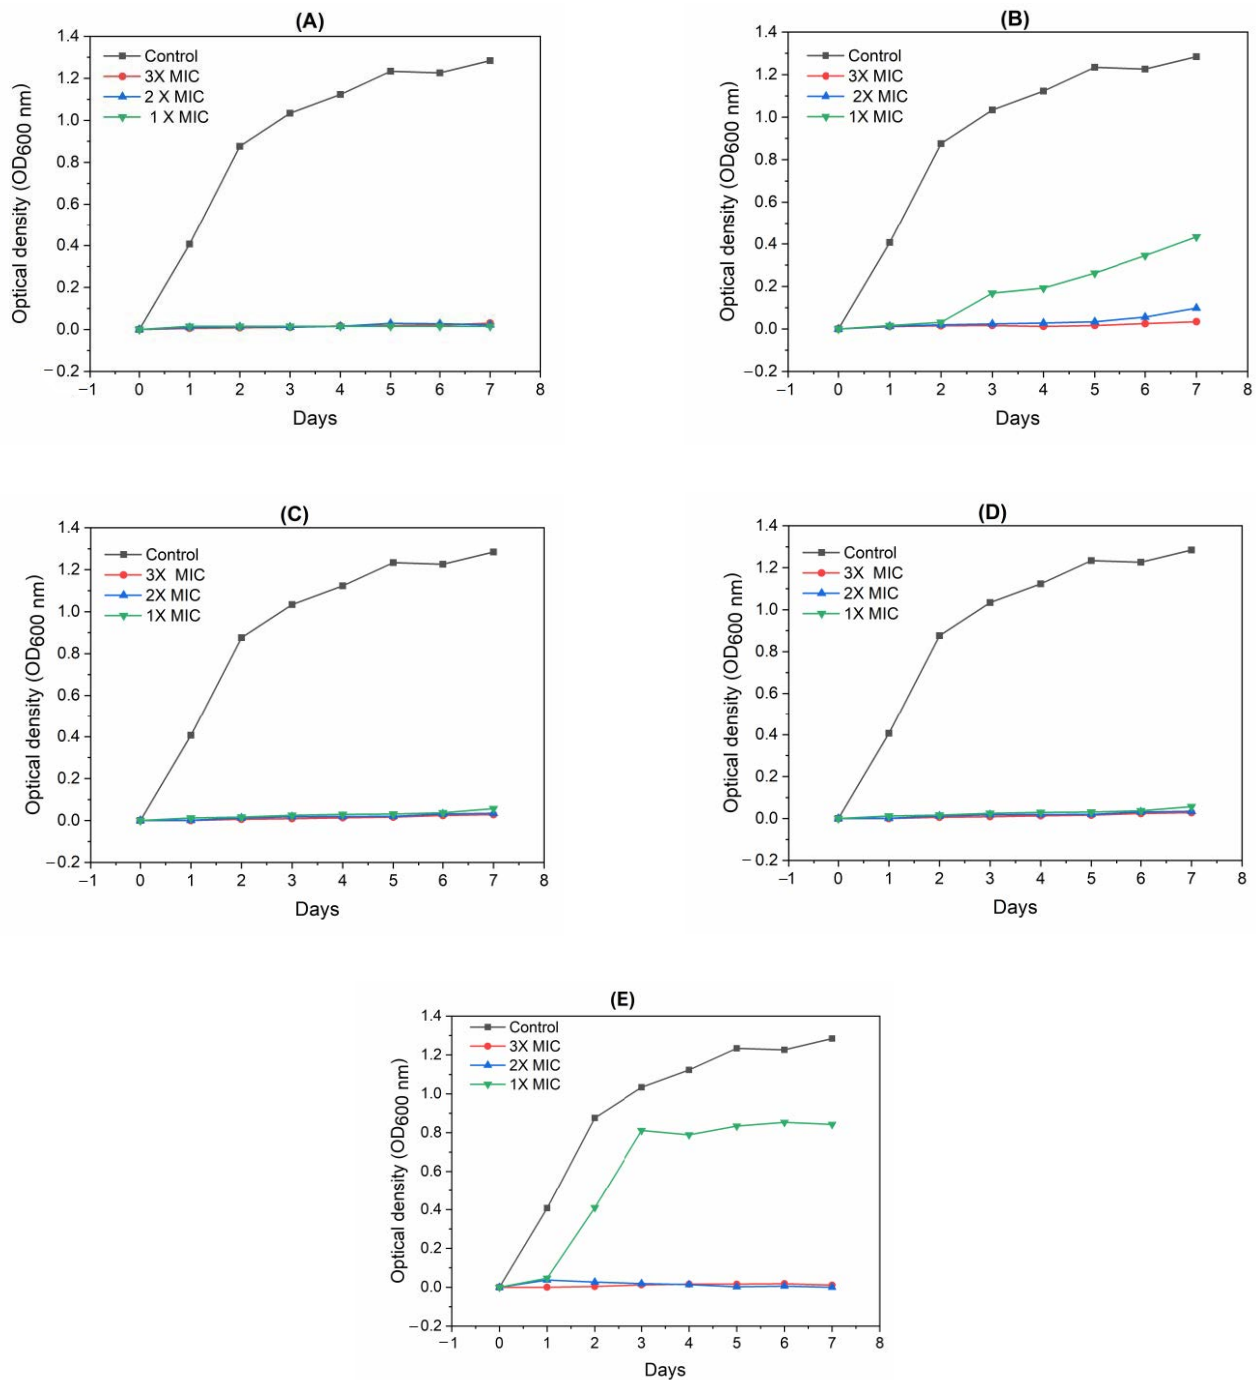 (A)
1.4
1.2
1.0
0.8
0.6
0.4
0.2
0.0
−0.2
Optical density (OD600 nm)
Control
3X MIC
2 X MIC
1 X MIC
−1 0 1 2 3 4 5 6 7 8
Days
(B)
1.4
1.2
1.0
0.8
0.6
0.4
0.2
0.0
−0.2
Optical density (OD600 nm)
Control
3X MIC
2X MIC
1X MIC
−1 0 1 2 3 4 5 6 7 8
Days
(C)
1.4
1.2
1.0
0.8
0.6
0.4
0.2
0.0
−0.2
Optical density (OD600 nm)
Control
3X MIC
2X MIC
1X MIC
−1 0 1 2 3 4 5 6 7 8
Days
(D)
1.4
1.2
1.0
0.8
0.6
0.4
0.2
0.0
−0.2
Optical density (OD600 nm)
Control
3X MIC
2X MIC
1X MIC
−1 0 1 2 3 4 5 6 7 8
Days
(E)
1.4
1.2
1.0
0.8
0.6
0.4
0.2
0.0
−0.2
Optical density (OD600 nm)
Control
3X MIC
2X MIC
1X MIC
−1 0 1 2 3 4 5 6 7 8
Days